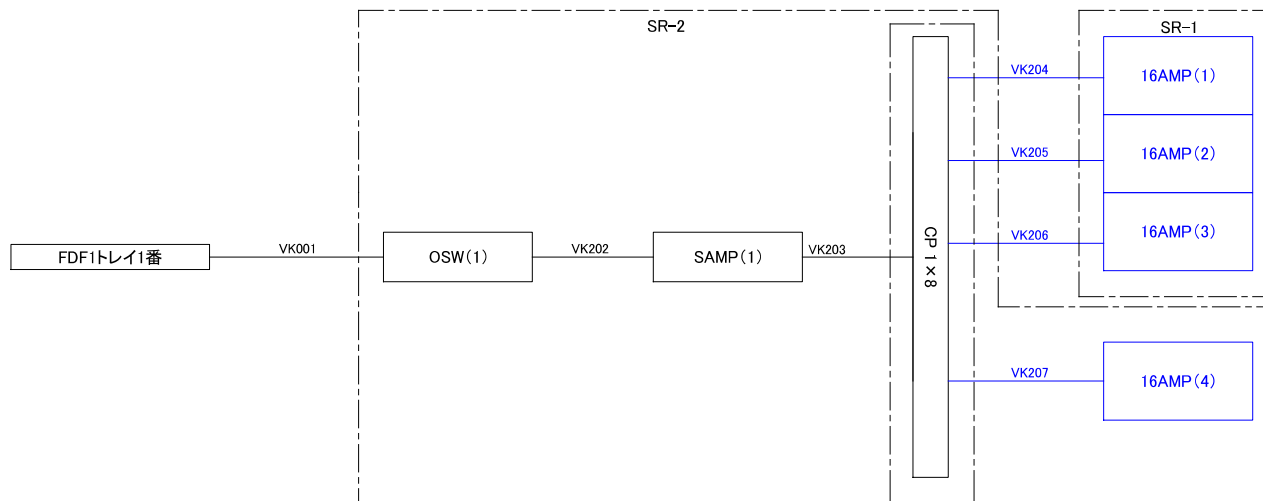 SR-2
SR-1
VK204
16AMP(1)
VK205
16AMP(2)
VK206
16AMP(3)
FDF1トレイ1番
VK001
OSW(1)
VK202
SAMP(1)
VK203
CP 1×8
VK207
16AMP(4)